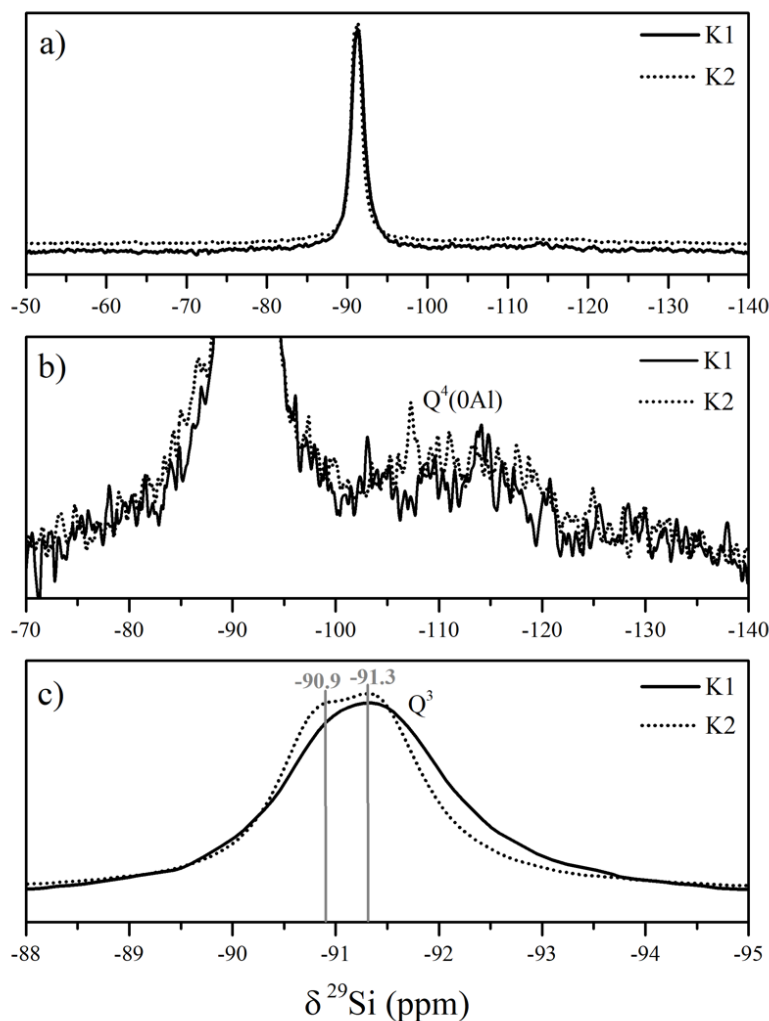 a)
K1
K2
-50 -60 -70 -80 -90 -100 -110 -120 -130 -140
b)
K1
K2
Q⁴(0Al)
-70 -80 -90 -100 -110 -120 -130 -140
c)
-90.9 -91.3
Q³
K1
K2
-88 -89 -90 -91 -92 -93 -94 -95
δ ²⁹Si (ppm)